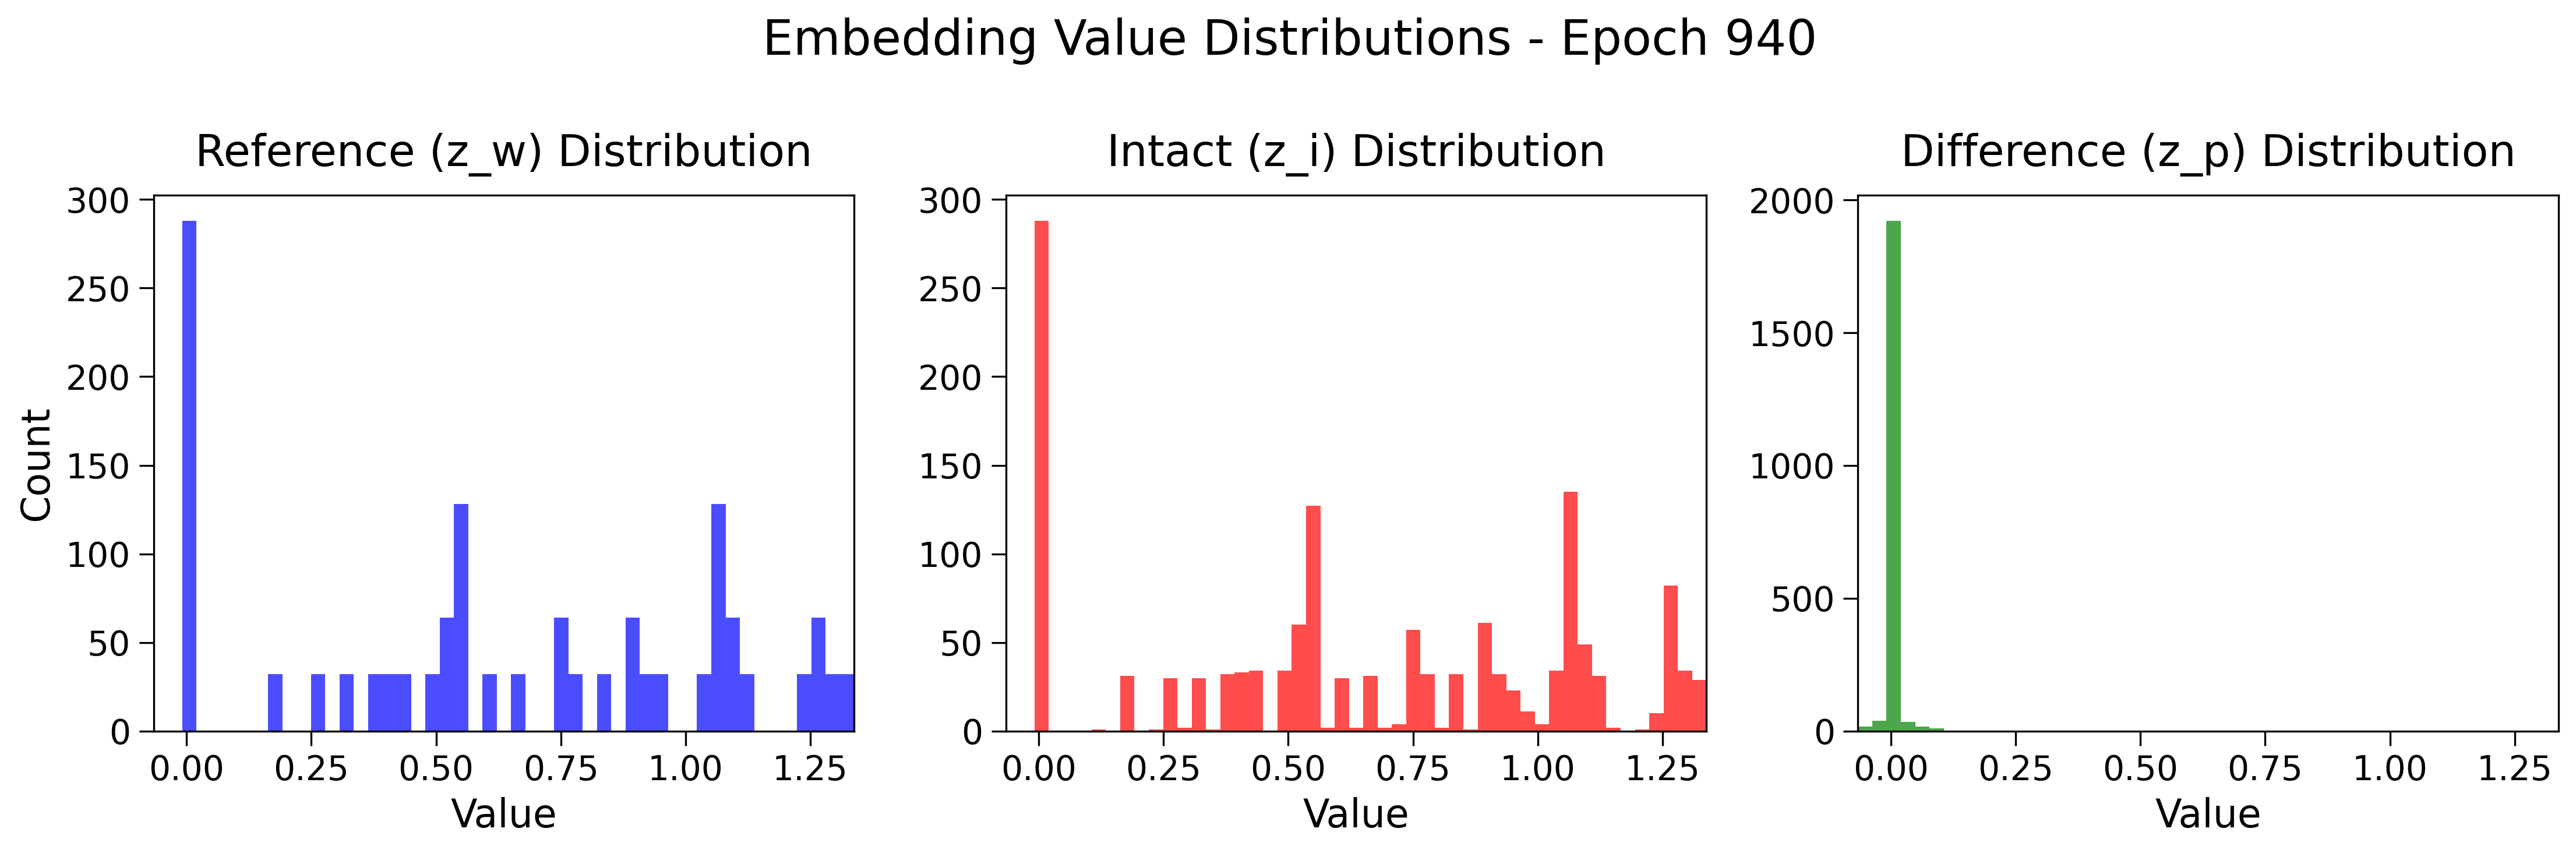 Embedding Value Distributions - Epoch 940
Reference (z_w) Distribution
Intact (z_i) Distribution
Difference (z_p) Distribution
Count
300
250
200
150
100
50
0
0.00 0.25 0.50 0.75 1.00 1.25
Value
300
250
200
150
100
50
0
0.00 0.25 0.50 0.75 1.00 1.25
Value
2000
1500
1000
500
0
0.00 0.25 0.50 0.75 1.00 1.25
Value